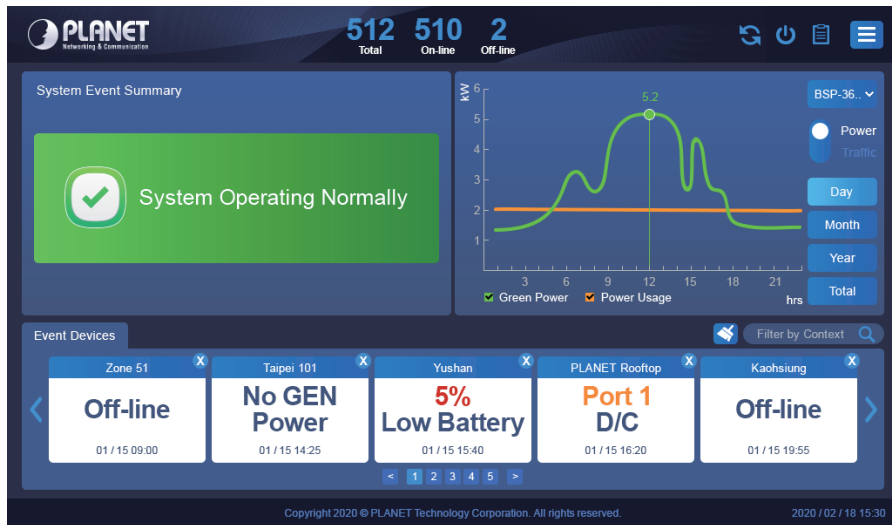 PLANET
Networking & Communication
512 510 2
Total On-line Off-line
System Event Summary
System Operating Normally
kW
6
5
4
3
2
1
5.2
3 6 9 12 15 18 21
hrs
Green Power Power Usage
BSP-36..
Power
Traffic
Day
Month
Year
Total
Event Devices
Filter by Context
Zone 51 X
Off-line
01 / 15 09:00
Taipei 101 X
No GEN
Power
01 / 15 14:25
Yushan X
5%
Low Battery
01 / 15 15:40
PLANET Rooftop X
Port 1
D/C
01 / 15 16:20
Kaohsiung X
Off-line
01 / 15 19:55
< 1 2 3 4 5 >
Copyright 2020 © PLANET Technology Corporation. All rights reserved.
2020 / 02 / 18 15:30